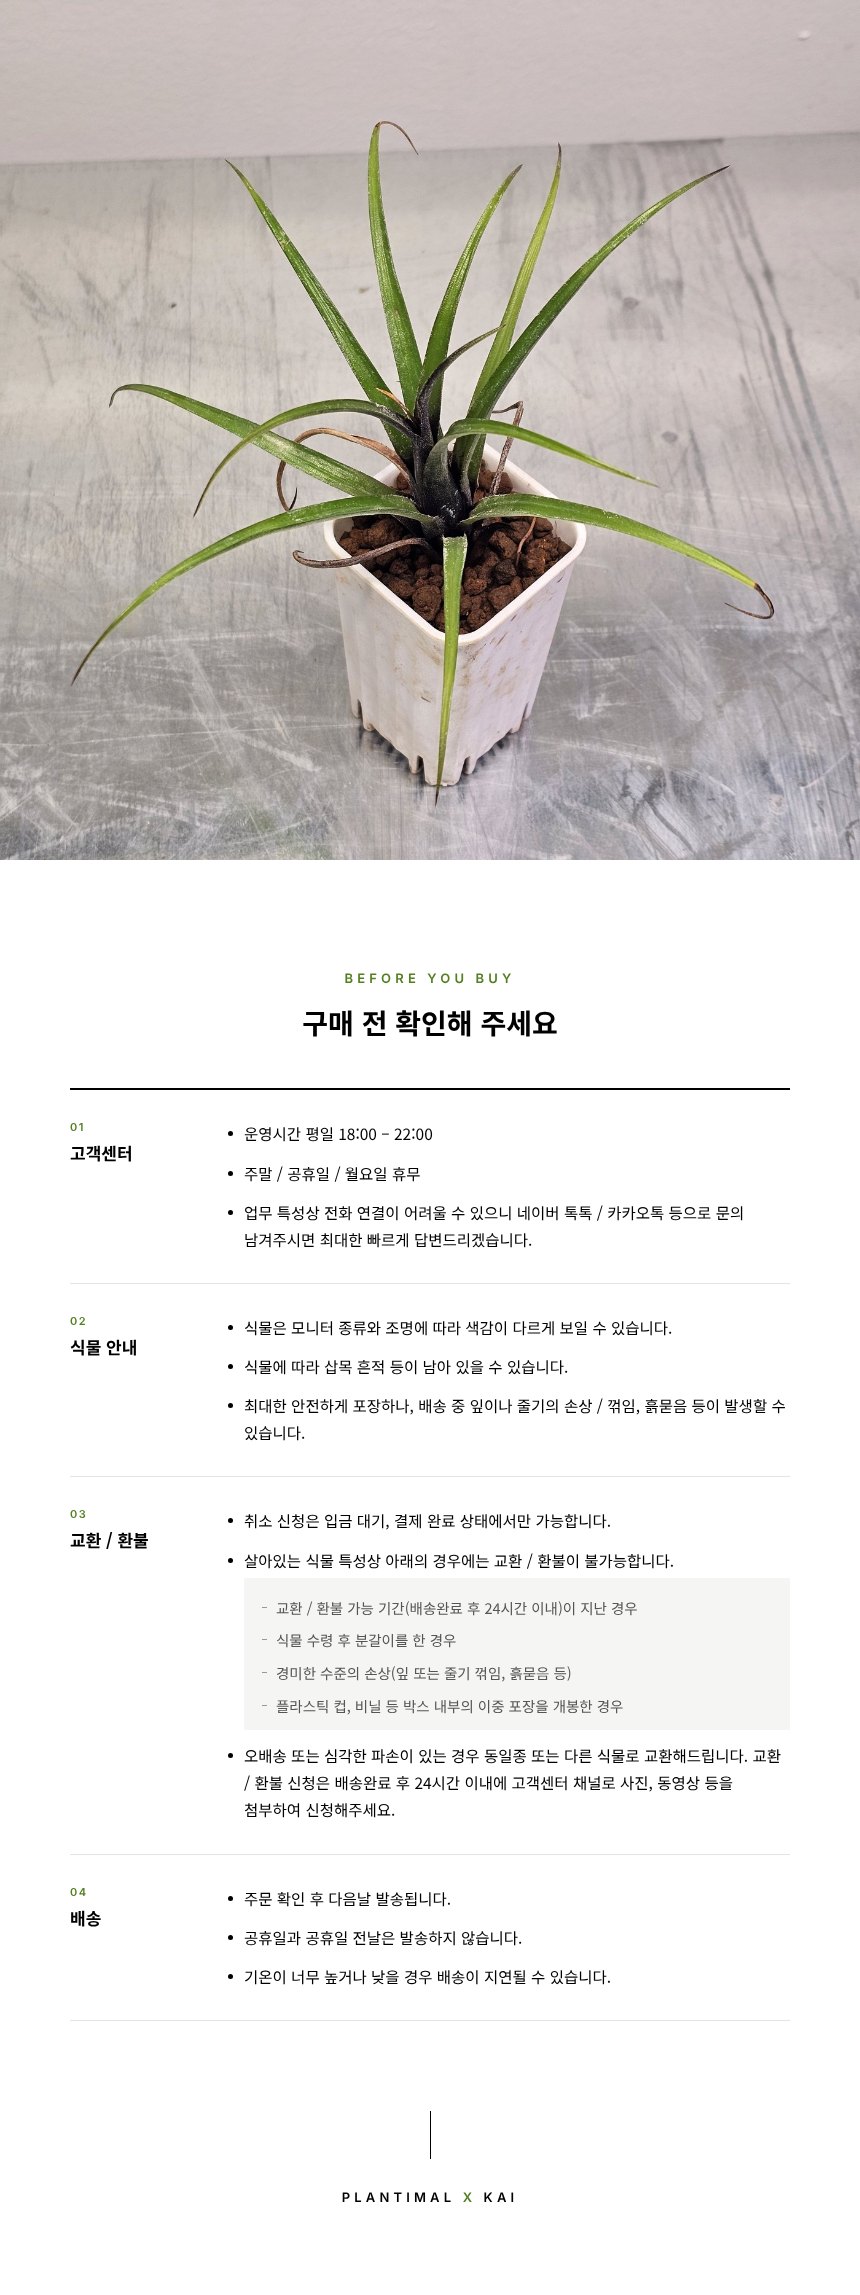 BEFORE YOU BUY
구매 전 확인해 주세요
01
고객센터
• 운영시간 평일 18:00 – 22:00
• 주말 / 공휴일 / 월요일 휴무
• 업무 특성상 전화 연결이 어려울 수 있으니 네이버 톡톡 / 카카오톡 등으로 문의
남겨주시면 최대한 빠르게 답변드리겠습니다.
02
식물 안내
• 식물은 모니터 종류와 조명에 따라 색감이 다르게 보일 수 있습니다.
• 식물에 따라 삽목 흔적 등이 남아 있을 수 있습니다.
• 최대한 안전하게 포장하나, 배송 중 잎이나 줄기의 손상 / 꺾임, 흙묻음 등이 발생할 수
있습니다.
03
교환 / 환불
• 취소 신청은 입금 대기, 결제 완료 상태에서만 가능합니다.
• 살아있는 식물 특성상 아래의 경우에는 교환 / 환불이 불가능합니다.
– 교환 / 환불 가능 기간(배송완료 후 24시간 이내)이 지난 경우
– 식물 수령 후 분갈이를 한 경우
– 경미한 수준의 손상(잎 또는 줄기 꺾임, 흙묻음 등)
– 플라스틱 컵, 비닐 등 박스 내부의 이중 포장을 개봉한 경우
• 오배송 또는 심각한 파손이 있는 경우 동일종 또는 다른 식물로 교환해드립니다. 교환
/ 환불 신청은 배송완료 후 24시간 이내에 고객센터 채널로 사진, 동영상 등을
첨부하여 신청해주세요.
04
배송
• 주문 확인 후 다음날 발송됩니다.
• 공휴일과 공휴일 전날은 발송하지 않습니다.
• 기온이 너무 높거나 낮을 경우 배송이 지연될 수 있습니다.
PLANTIMAL X KAI